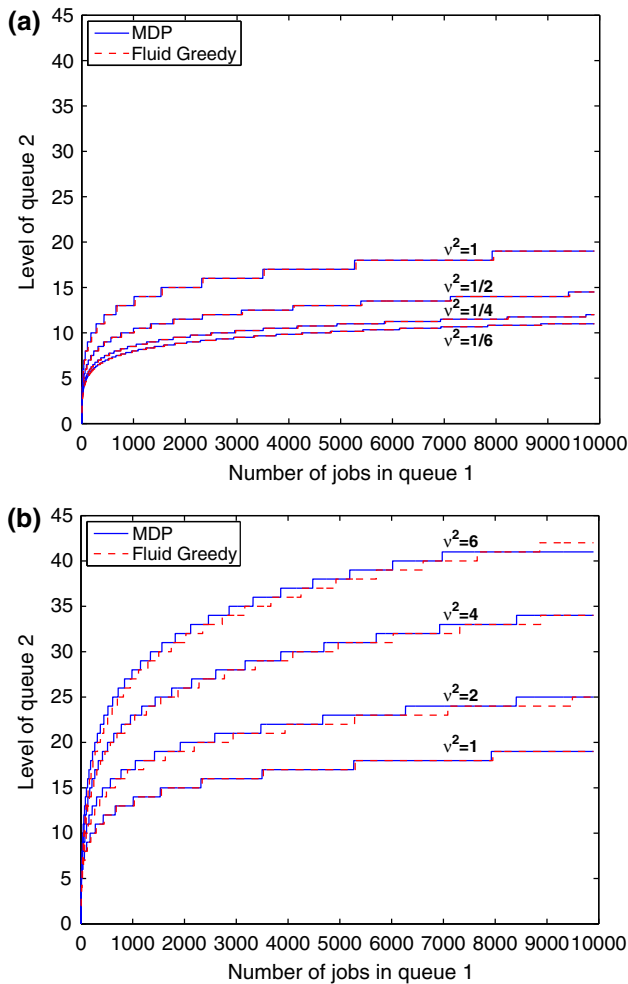 (a)
45
40
35
30
25
20
15
10
5
0
Level of queue 2
MDP
Fluid Greedy
ν²=1
ν²=1/2
ν²=1/4
ν²=1/6
0 1000 2000 3000 4000 5000 6000 7000 8000 9000 10000
Number of jobs in queue 1
(b)
45
40
35
30
25
20
15
10
5
0
Level of queue 2
MDP
Fluid Greedy
ν²=6
ν²=4
ν²=2
ν²=1
0 1000 2000 3000 4000 5000 6000 7000 8000 9000 10000
Number of jobs in queue 1